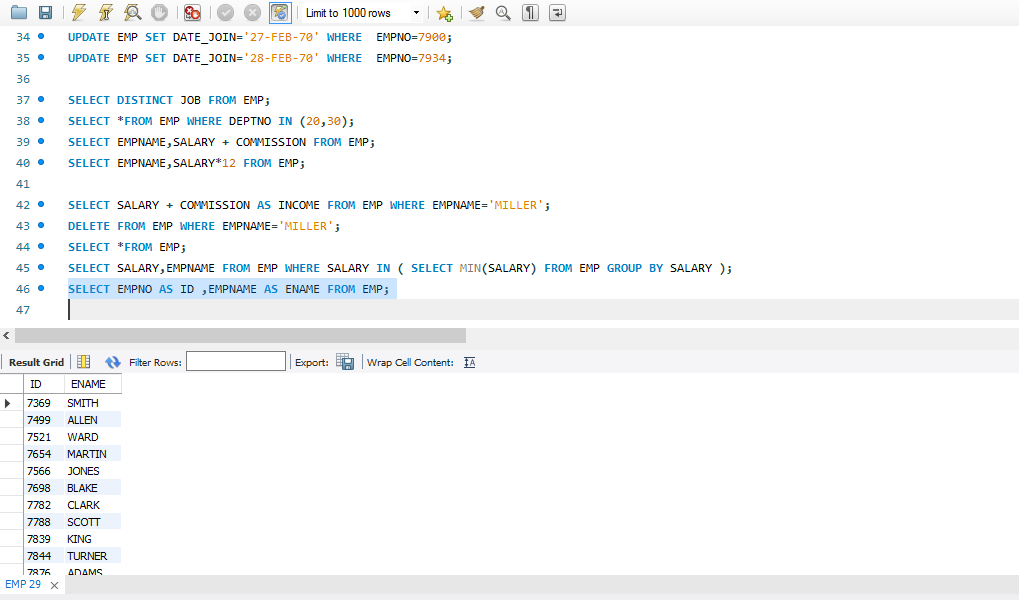 Limit to 1000 rows
34 UPDATE EMP SET DATE_JOIN='27-FEB-70' WHERE  EMPNO=7900;
35 UPDATE EMP SET DATE_JOIN='28-FEB-70' WHERE  EMPNO=7934;
36
37 SELECT DISTINCT JOB FROM EMP;
38 SELECT *FROM EMP WHERE DEPTNO IN (20,30);
39 SELECT EMPNAME,SALARY + COMMISSION FROM EMP;
40 SELECT EMPNAME,SALARY*12 FROM EMP;
41
42 SELECT SALARY + COMMISSION AS INCOME FROM EMP WHERE EMPNAME='MILLER';
43 DELETE FROM EMP WHERE EMPNAME='MILLER';
44 SELECT *FROM EMP;
45 SELECT SALARY,EMPNAME FROM EMP WHERE SALARY IN ( SELECT MIN(SALARY) FROM EMP GROUP BY SALARY );
46 SELECT EMPNO AS ID ,EMPNAME AS ENAME FROM EMP;
47
Result Grid Filter Rows: Export: Wrap Cell Content:
ID ENAME
7369 SMITH
7499 ALLEN
7521 WARD
7654 MARTIN
7566 JONES
7698 BLAKE
7782 CLARK
7788 SCOTT
7839 KING
7844 TURNER
7876 ADAMS
EMP 29